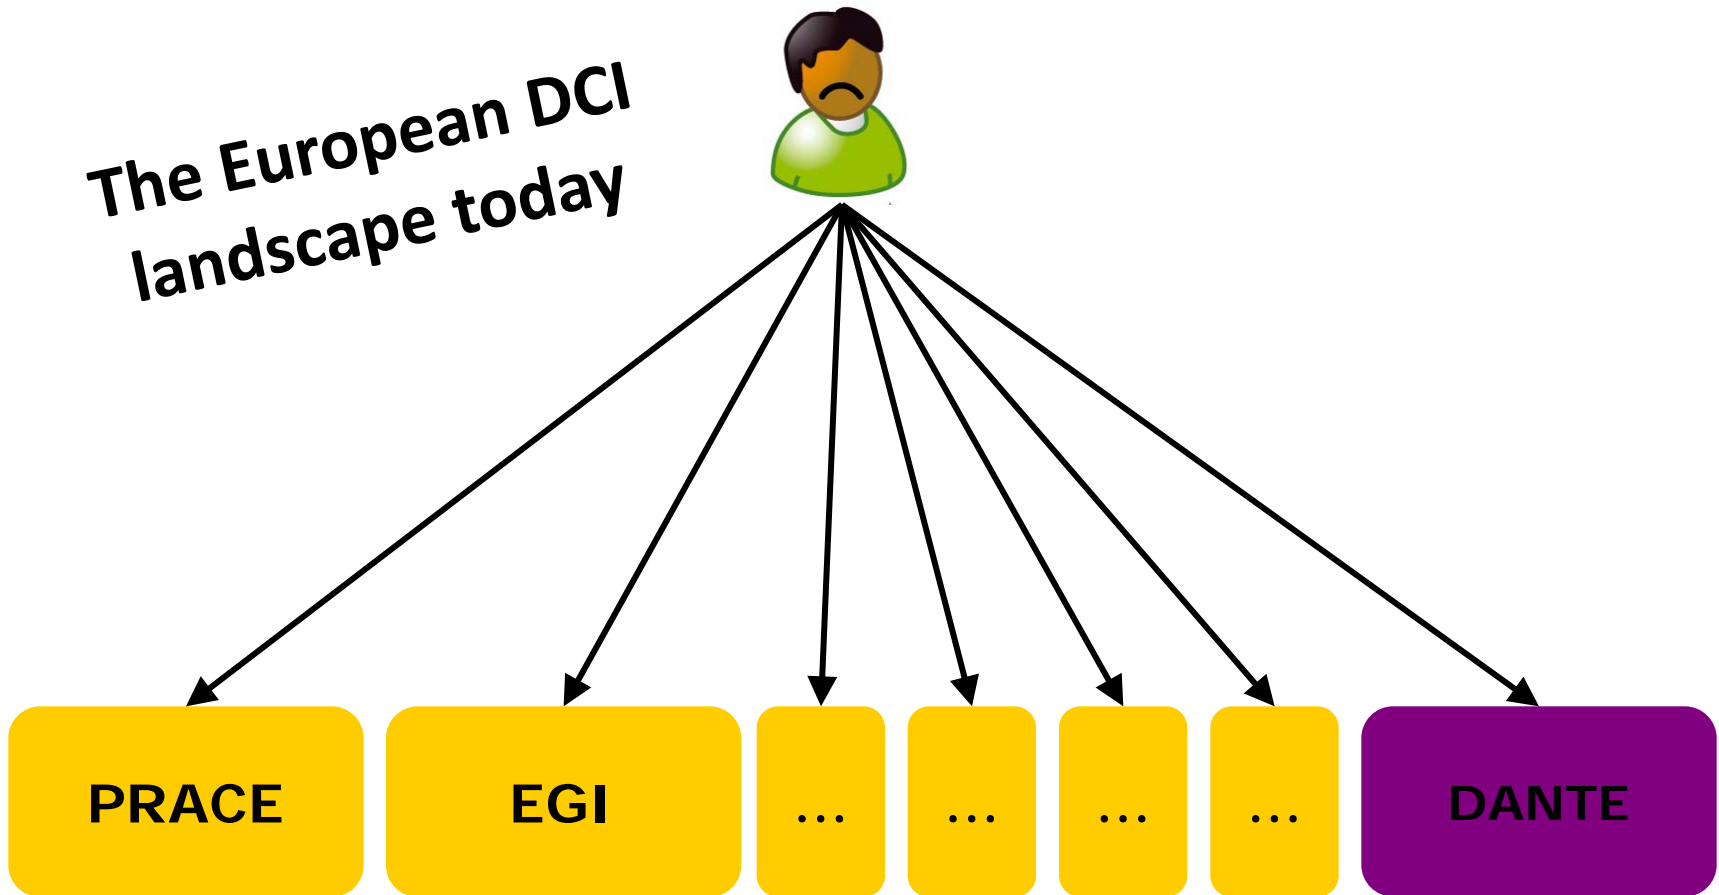 The European DCI
landscape today
PRACE
EGI
...
...
...
...
DANTE